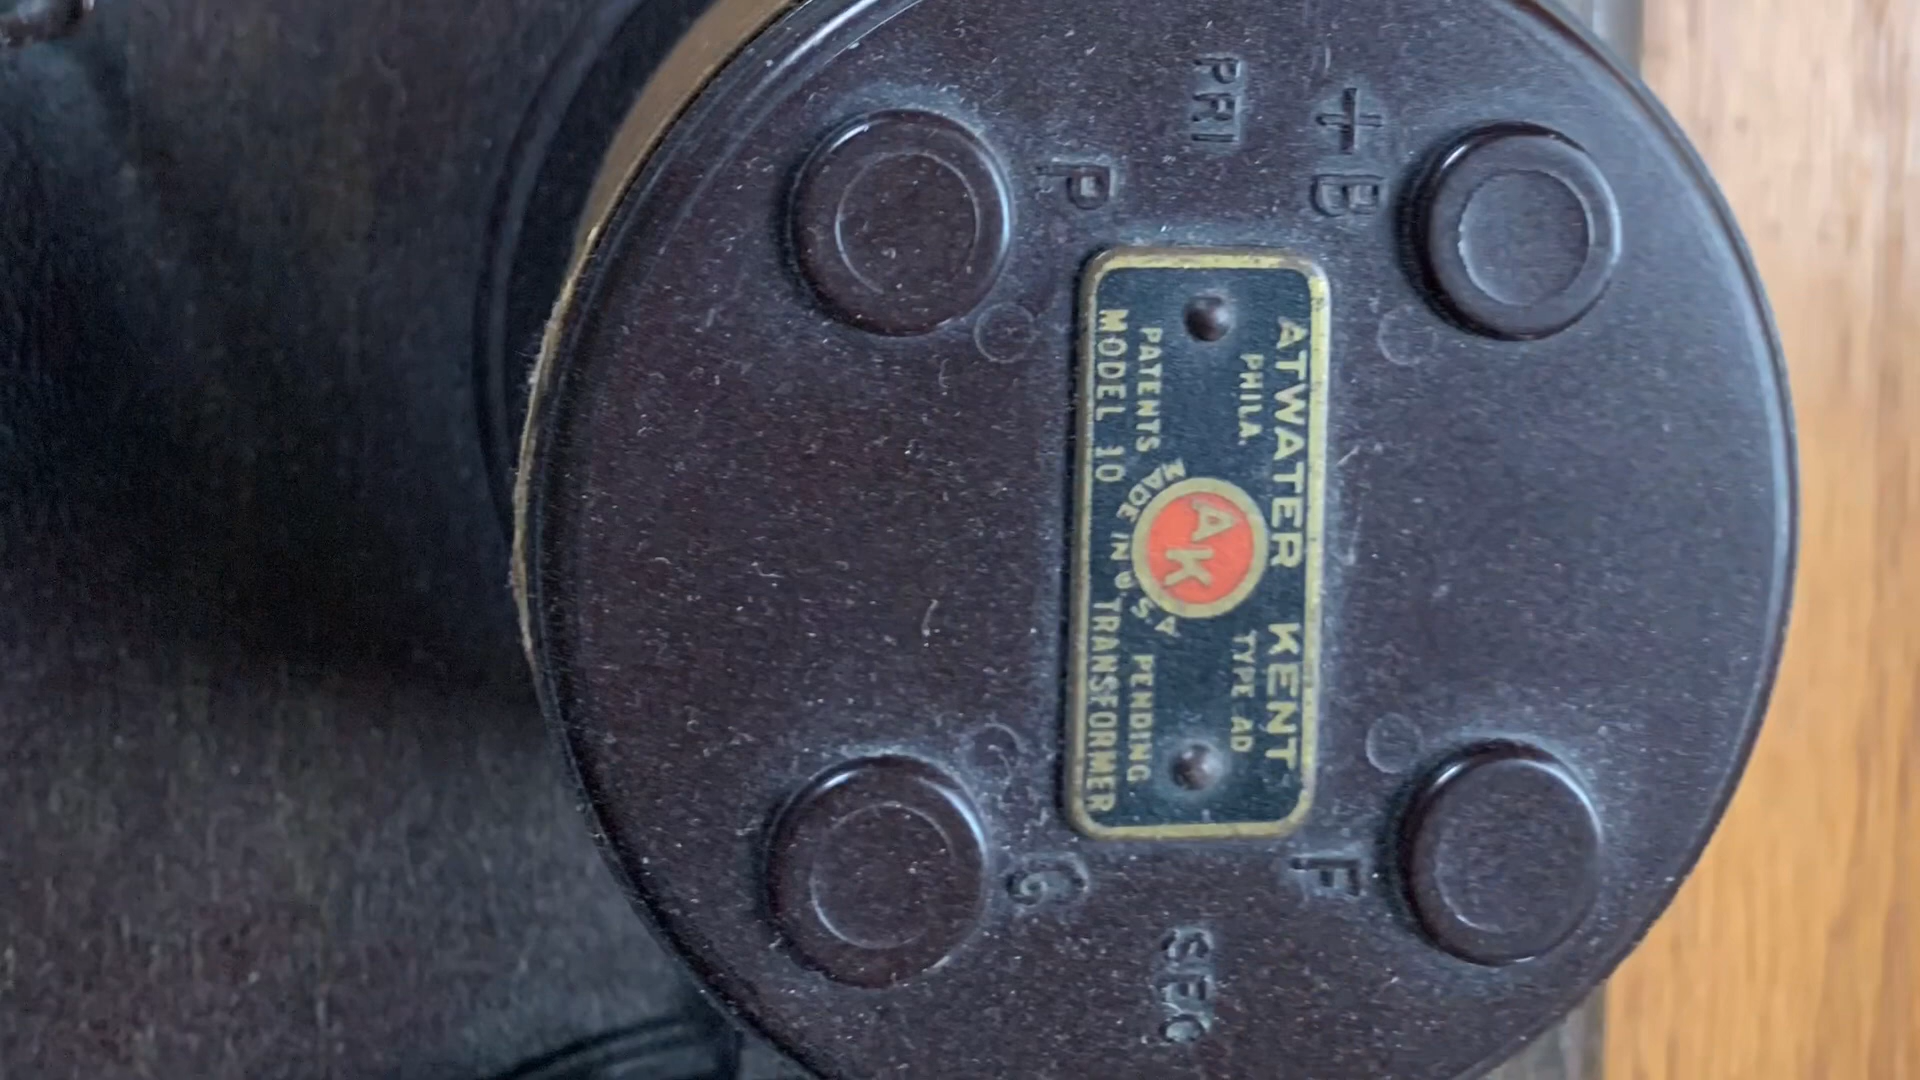 PRI
P
+B
ATWATER KENT
PHILA.
TYPE AD
AK
MADE IN U.S.A.
PATENTS PENDING.
MODEL 10 TRANSFORMER
G
F
SEC